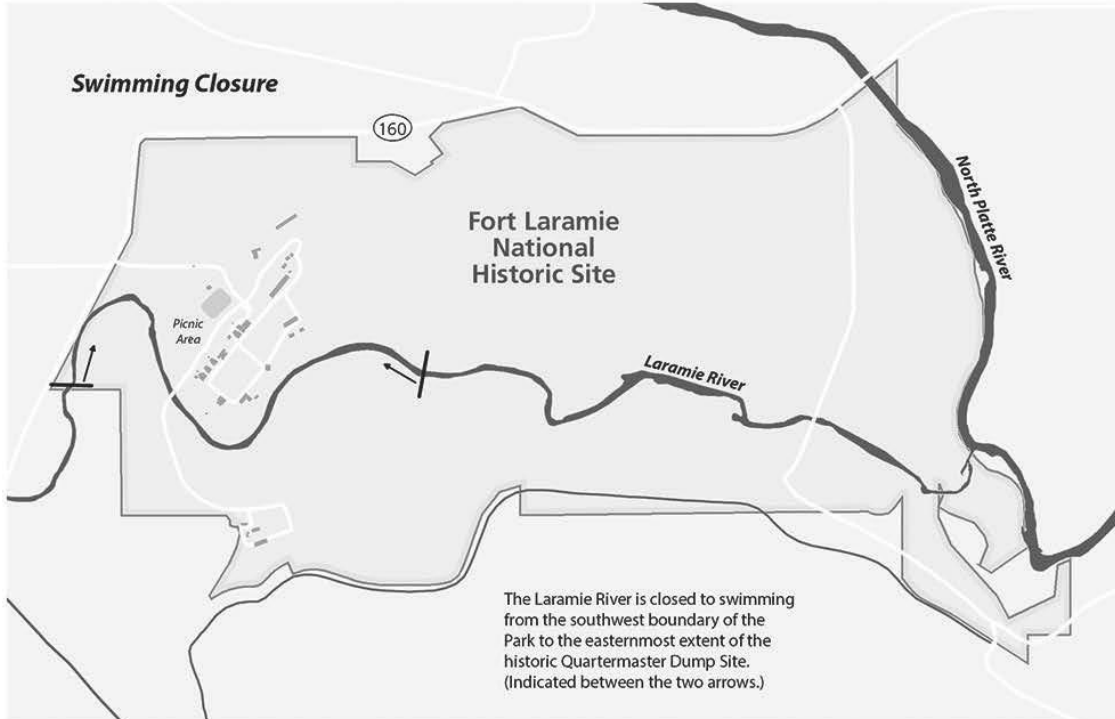 Swimming Closure
160
Fort Laramie
National
Historic Site
North Platte River
Picnic
Area
Laramie River
The Laramie River is closed to swimming
from the southwest boundary of the
Park to the easternmost extent of the
historic Quartermaster Dump Site.
(Indicated between the two arrows.)